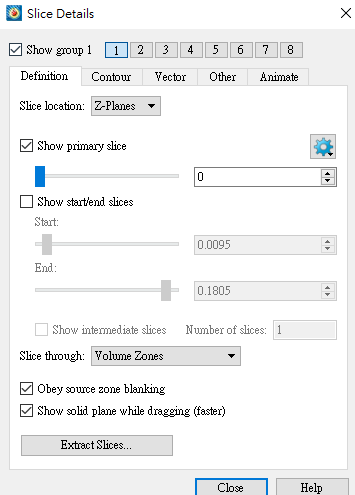 Slice Details
Show group 1 1 2 3 4 5 6 7 8
Definition Contour Vector Other Animate
Slice location: Z-Planes
Show primary slice
0
Show start/end slices
Start:
0.0095
End:
0.1805
Show intermediate slices Number of slices: 1
Slice through: Volume Zones
Obey source zone blanking
Show solid plane while dragging (faster)
Extract Slices...
Close Help